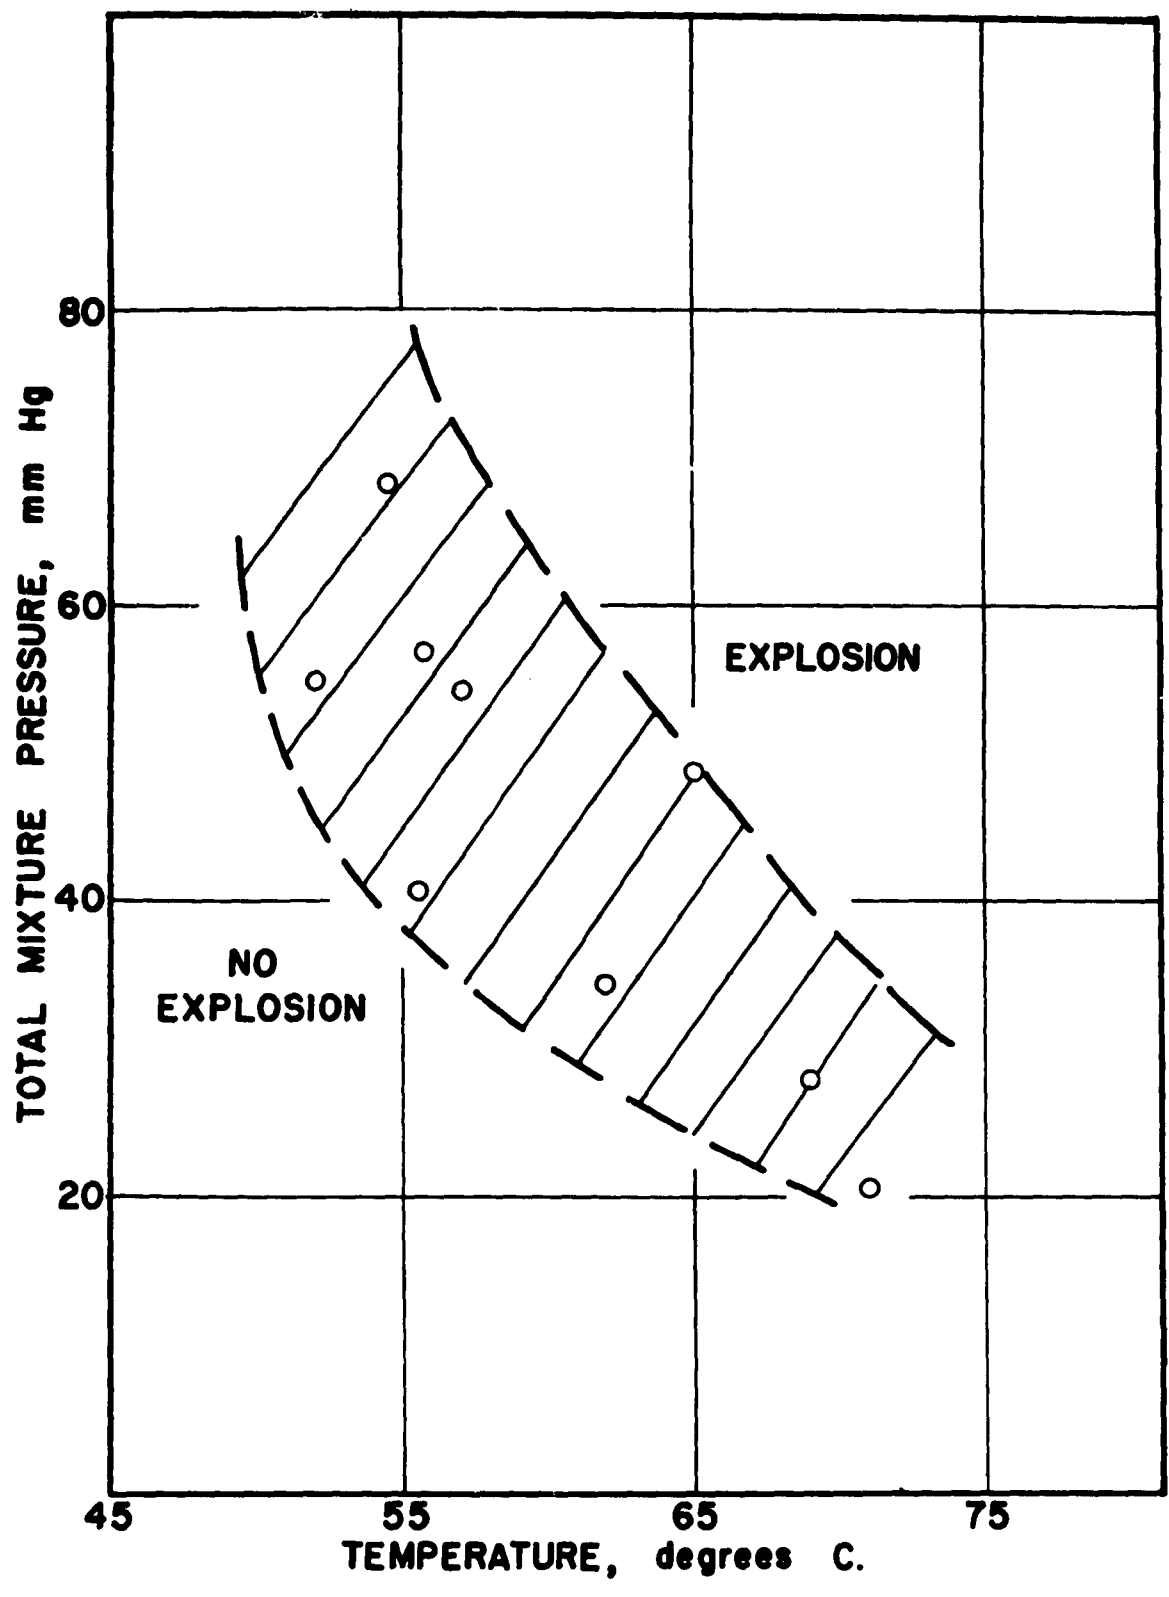 TOTAL MIXTURE PRESSURE, mm Hg
80
60
40
20
EXPLOSION
NO
EXPLOSION
45 55 65 75
TEMPERATURE, degrees C.